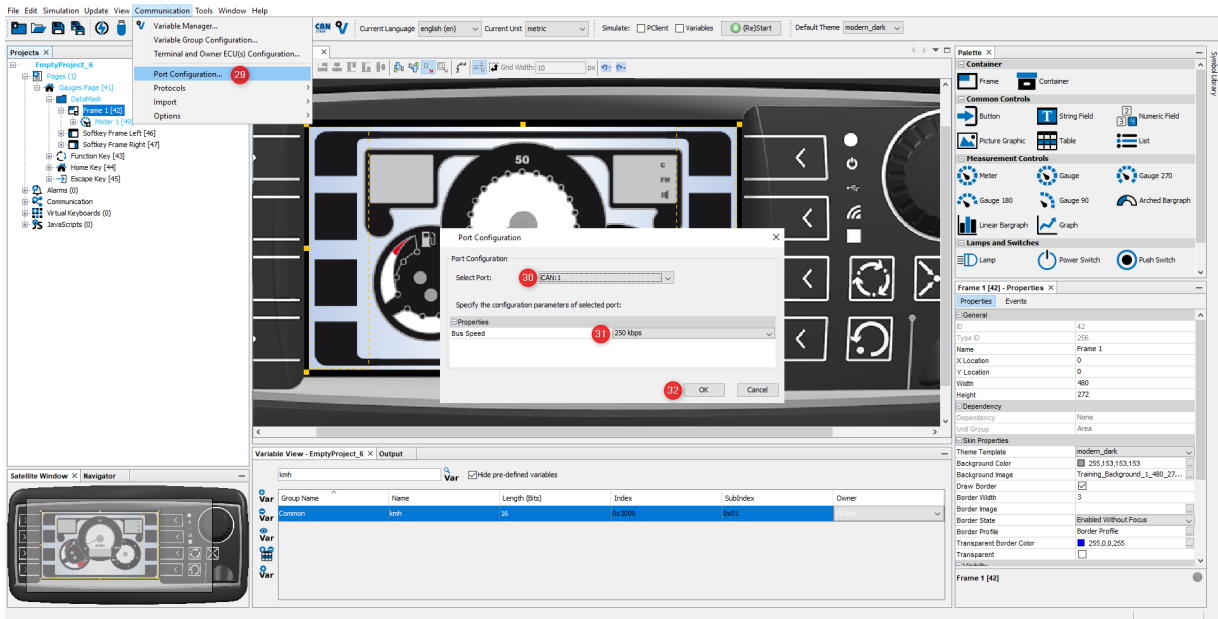 File Edit Simulation Update View Communication Tools Window Help
CAN
Current Language english (en)
Current Unit metric
Simulate: PClient Variables
(Re)Start
Default Theme modern_dark
Variable Manager...
Variable Group Configuration...
Terminal and Owner ECU(s) Configuration...
Port Configuration... 29
Protocols
Import
Options
Projects
EmptyProject_6
Pages (1)
Gauges Page [41]
DataMask
Frame 1 [42]
Meter 1 [49]
Softkey Frame Left [46]
Softkey Frame Right [47]
Function Key [43]
Home Key [44]
Escape Key [45]
Alarms (0)
Communication
Virtual Keyboards (0)
JavaScripts (0)
Grid Width: 10 px
50
FM
Port Configuration
Port Configuration
Select Port: 30 CAN:1
Specify the configuration parameters of selected port:
Properties
Bus Speed 31 250 kbps
32 OK Cancel
Satellite Window Navigator
Variable View - EmptyProject_6 Output
kmh
Var
Hide pre-defined variables
Var
Var
Var
Var
Group Name Name Length (Bits) Index SubIndex Owner
Common kmh 16 0x3000 0x01 PClient
Palette
Container
Frame Container
Common Controls
Button String Field Numeric Field
Picture Graphic Table List
Measurement Controls
Meter Gauge Gauge 270
Gauge 180 Gauge 90 Arched Bargraph
Linear Bargraph Graph
Lamps and Switches
Lamp Power Switch Push Switch
Symbol Library
Frame 1 [42] - Properties
Properties Events
General
ID 42
Type ID 256
Name Frame 1
X Location 0
Y Location 0
Width 480
Height 272
Dependency
Dependency None
Unit Group Area
Skin Properties
Theme Template modern_dark
Background Color 255,153,153,153
Background Image Training_Background_1_480_27...
Draw Border
Border Width 3
Border Image
Border State Enabled Without Focus
Border Profile Border Profile
Transparent Border Color 255,0,0,255
Transparent
Frame 1 [42]